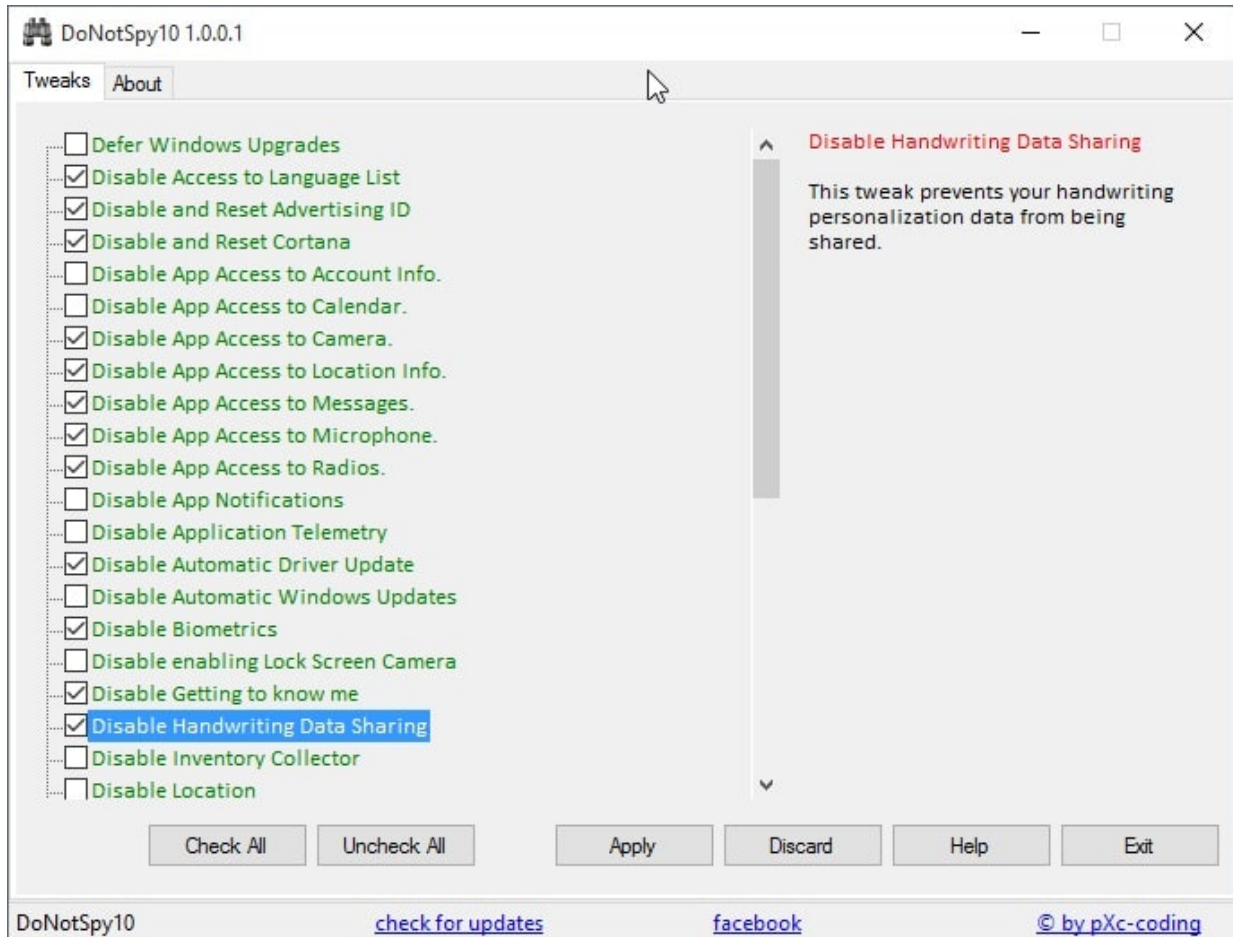 DoNotSpy10 1.0.0.1
Tweaks
About
Defer Windows Upgrades
Disable Access to Language List
Disable and Reset Advertising ID
Disable and Reset Cortana
Disable App Access to Account Info.
Disable App Access to Calendar.
Disable App Access to Camera.
Disable App Access to Location Info.
Disable App Access to Messages.
Disable App Access to Microphone.
Disable App Access to Radios.
Disable App Notifications
Disable Application Telemetry
Disable Automatic Driver Update
Disable Automatic Windows Updates
Disable Biometrics
Disable enabling Lock Screen Camera
Disable Getting to know me
Disable Handwriting Data Sharing
Disable Inventory Collector
Disable Location
Disable Handwriting Data Sharing
This tweak prevents your handwriting
personalization data from being
shared.
Check All
Uncheck All
Apply
Discard
Help
Exit
DoNotSpy10
check for updates
facebook
© by pXc-coding